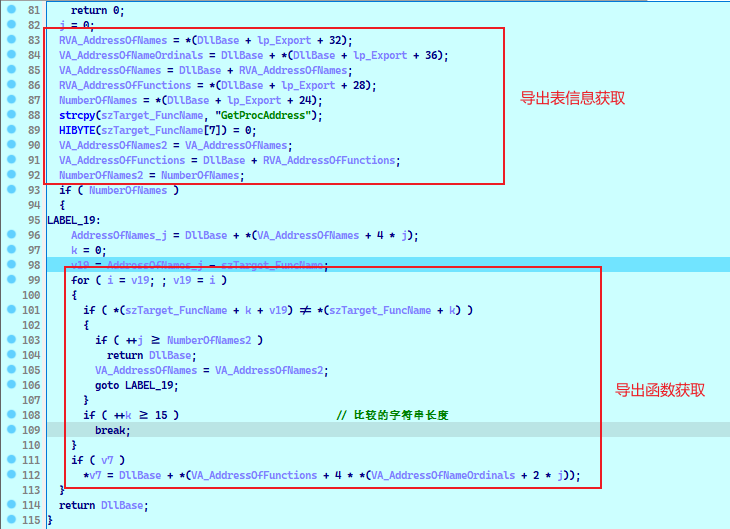 81 return 0;
82 j = 0;
83 RVA_AddressOfNames = *(DllBase + lp_Export + 32);
84 VA_AddressOfNameOrdinals = DllBase + *(DllBase + lp_Export + 36);
85 VA_AddressOfNames = DllBase + RVA_AddressOfNames;
86 RVA_AddressOfFunctions = *(DllBase + lp_Export + 28);
87 NumberOfNames = *(DllBase + lp_Export + 24);
88 strcpy(szTarget_FuncName, "GetProcAddress");
89 HIBYTE(szTarget_FuncName[7]) = 0;
90 VA_AddressOfNames2 = VA_AddressOfNames;
91 VA_AddressOfFunctions = DllBase + RVA_AddressOfFunctions;
92 NumberOfNames2 = NumberOfNames;
导出表信息获取
93 if ( NumberOfNames )
94 {
95 LABEL_19:
96 AddressOfNames_j = DllBase + *(VA_AddressOfNames + 4 * j);
97 k = 0;
98 v19 = AddressOfNames_j - szTarget_FuncName;
99 for ( i = v19; ; v19 = i )
100 {
101 if ( *(szTarget_FuncName + k + v19) ≠ *(szTarget_FuncName + k) )
102 {
103 if ( ++j ≥ NumberOfNames2 )
104 return DllBase;
105 VA_AddressOfNames = VA_AddressOfNames2;
106 goto LABEL_19;
107 }
108 if ( ++k ≥ 15 ) // 比较的字符串长度
109 break;
110 }
111 if ( v7 )
112 *v7 = DllBase + *(VA_AddressOfFunctions + 4 * *(VA_AddressOfNameOrdinals + 2 * j));
导出函数获取
113 }
114 return DllBase;
115 }